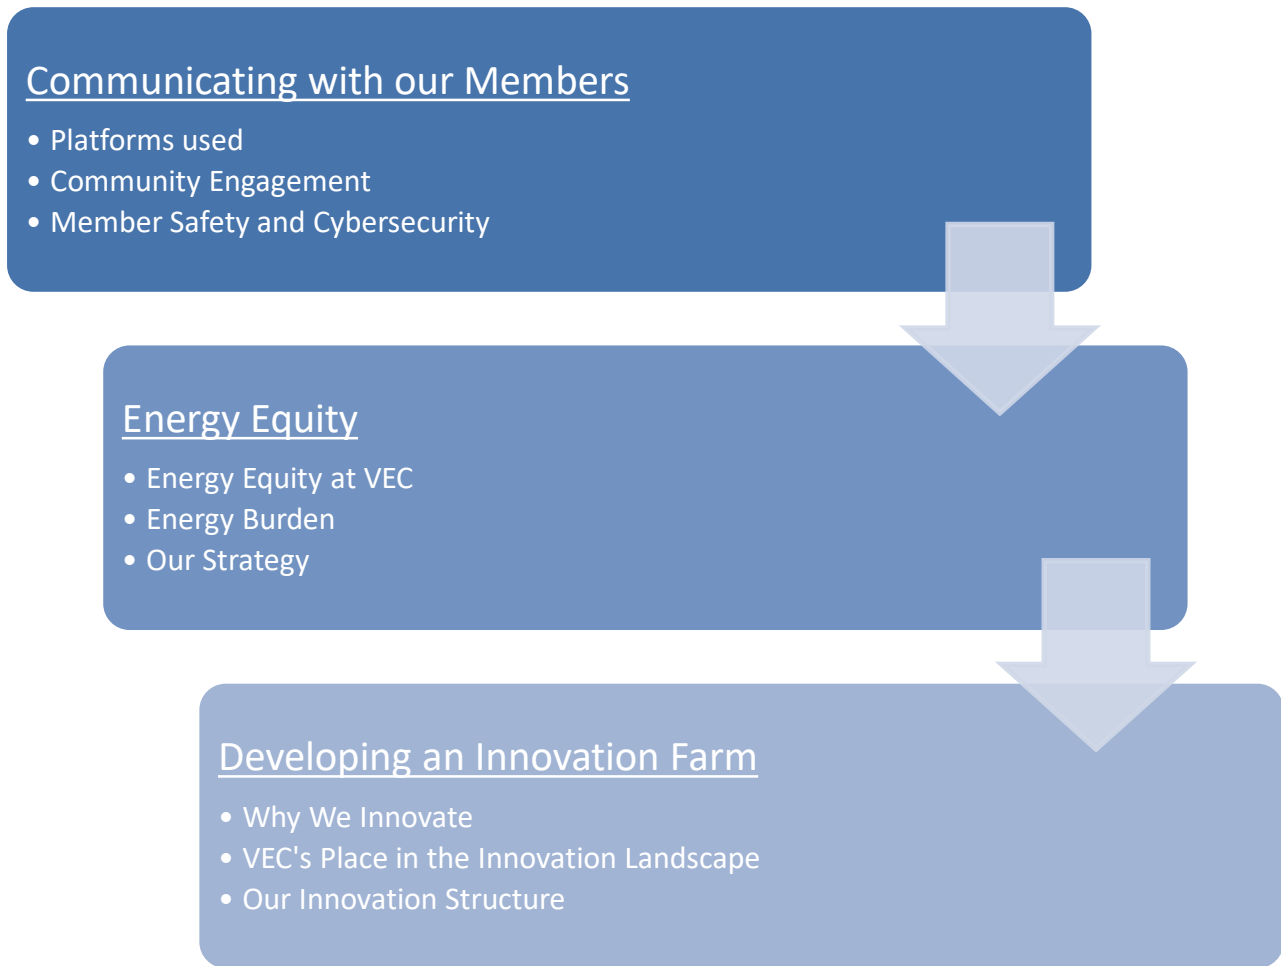 Communicating with our Members
• Platforms used
• Community Engagement
• Member Safety and Cybersecurity
Energy Equity
• Energy Equity at VEC
• Energy Burden
• Our Strategy
Developing an Innovation Farm
• Why We Innovate
• VEC's Place in the Innovation Landscape
• Our Innovation Structure